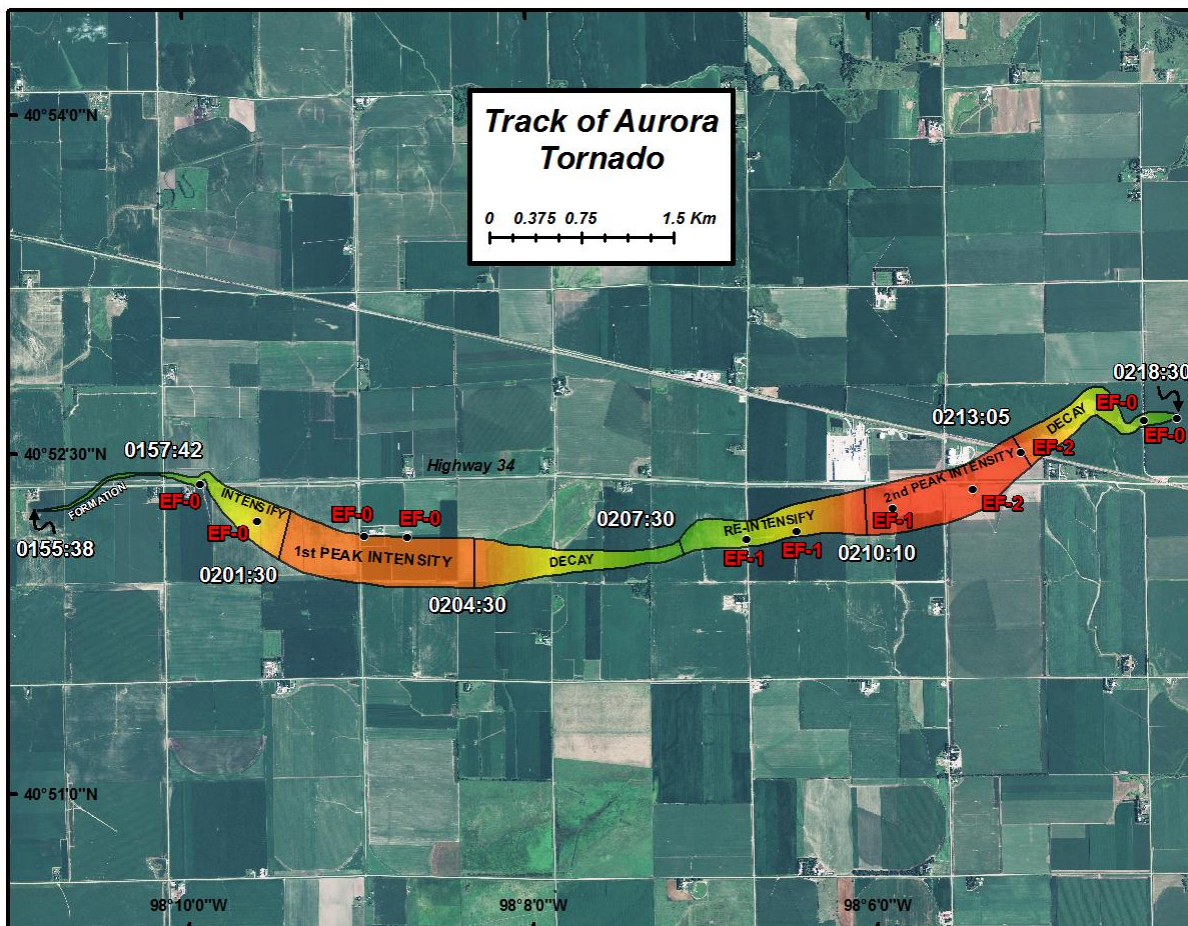 Track of Aurora
Tornado
0 0.375 0.75 1.5 Km
40°54'0"N
0218:30
EF-0
0213:05
DECAY
EF-0
0157:42
40°52'30"N
Highway 34
EF-2
2nd PEAK INTENSITY
FORMATION
EF-0
INTENSIFY
EF-0
EF-0
0207:30
RE-INTENSIFY
EF-1
EF-2
EF-0
0155:38
1st PEAK INTENSITY
DECAY
EF-1
EF-1
0210:10
0201:30
0204:30
40°51'0"N
98°10'0"W
98°8'0"W
98°6'0"W